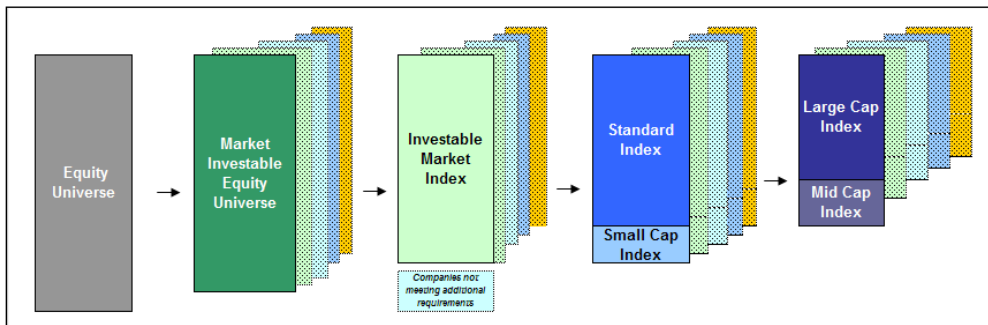 Equity
Universe
Market
Investable
Equity
Universe
Investable
Market
Index
Companies not
meeting additional
requirements
Standard
Index
Small Cap
Index
Large Cap
Index
Mid Cap
Index